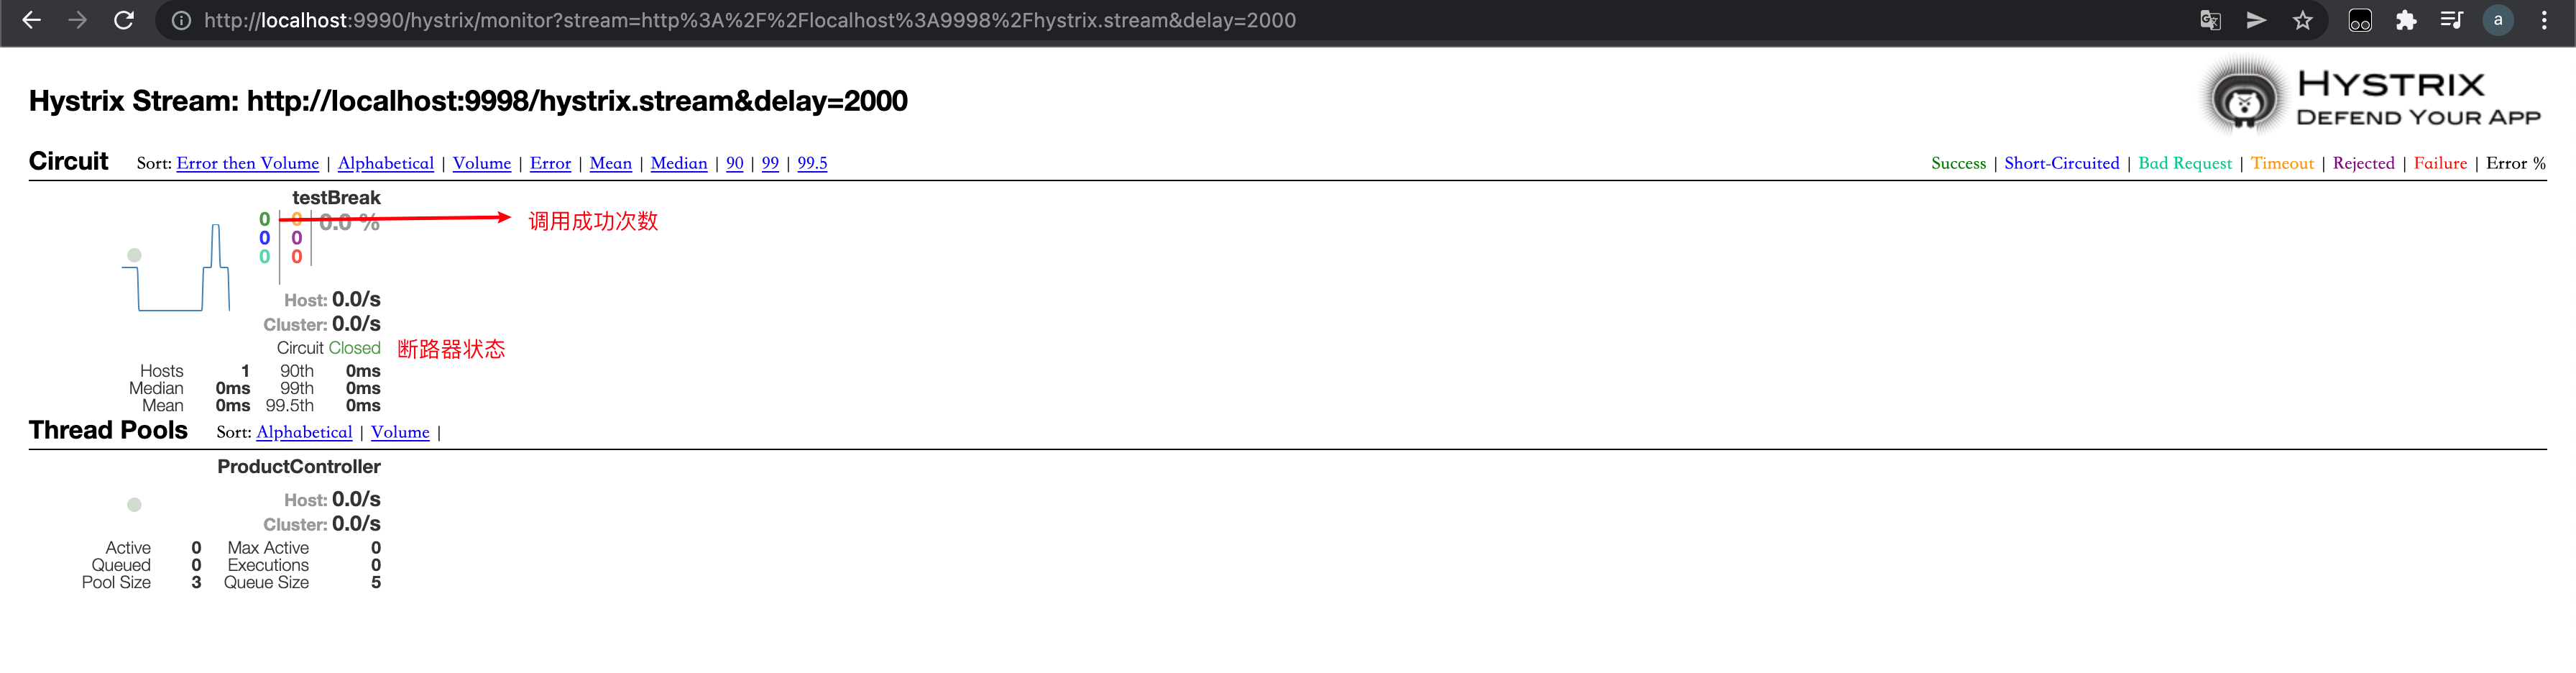 http://localhost:9990/hystrix/monitor?stream=http%3A%2F%2Flocalhost%3A9998%2Fhystrix.stream&delay=2000
a
Hystrix Stream: http://localhost:9998/hystrix.stream&delay=2000
HYSTRIX
DEFEND YOUR APP
Circuit Sort: Error then Volume | Alphabetical | Volume | Error | Mean | Median | 90 | 99 | 99.5
Success | Short-Circuited | Bad Request | Timeout | Rejected | Failure | Error %
testBreak
0 0 0.0 % 调用成功次数
0 0
0 0
Host: 0.0/s
Cluster: 0.0/s
Circuit Closed 断路器状态
Hosts 1 90th 0ms
Median 0ms 99th 0ms
Mean 0ms 99.5th 0ms
Thread Pools Sort: Alphabetical | Volume |
ProductController
Host: 0.0/s
Cluster: 0.0/s
Active 0 Max Active 0
Queued 0 Executions 0
Pool Size 3 Queue Size 5